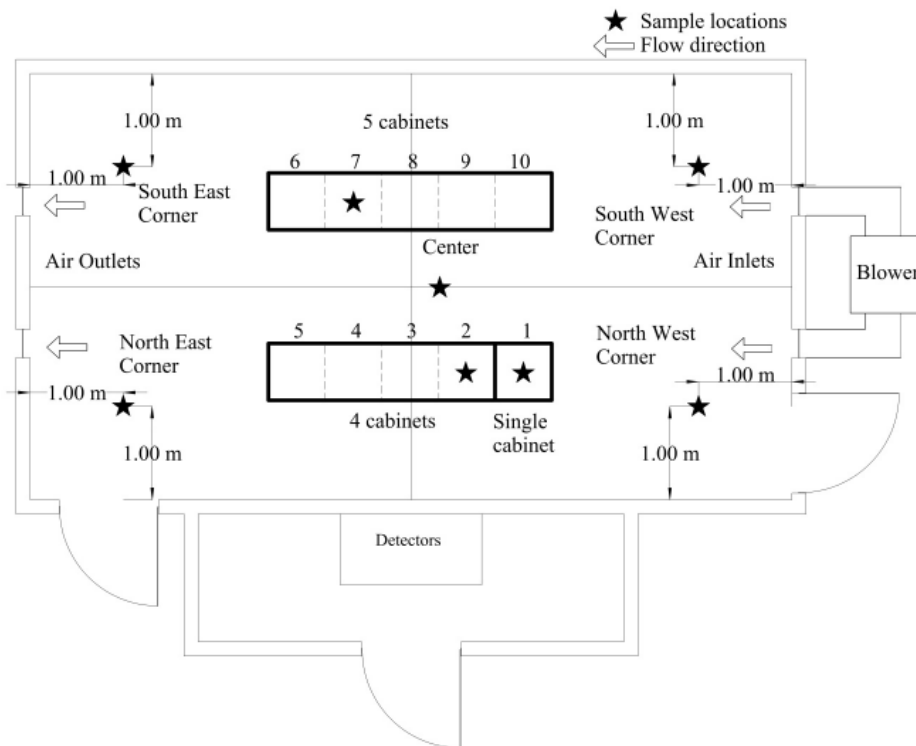 Sample locations
Flow direction
1.00 m
5 cabinets
1.00 m
6 7 8 9 10
1.00 m
1.00 m
South East
Corner
South West
Corner
Center
Air Outlets
Air Inlets
Blower
5 4 3 2 1
North East
Corner
North West
Corner
1.00 m
1.00 m
4 cabinets
Single
cabinet
1.00 m
1.00 m
Detectors